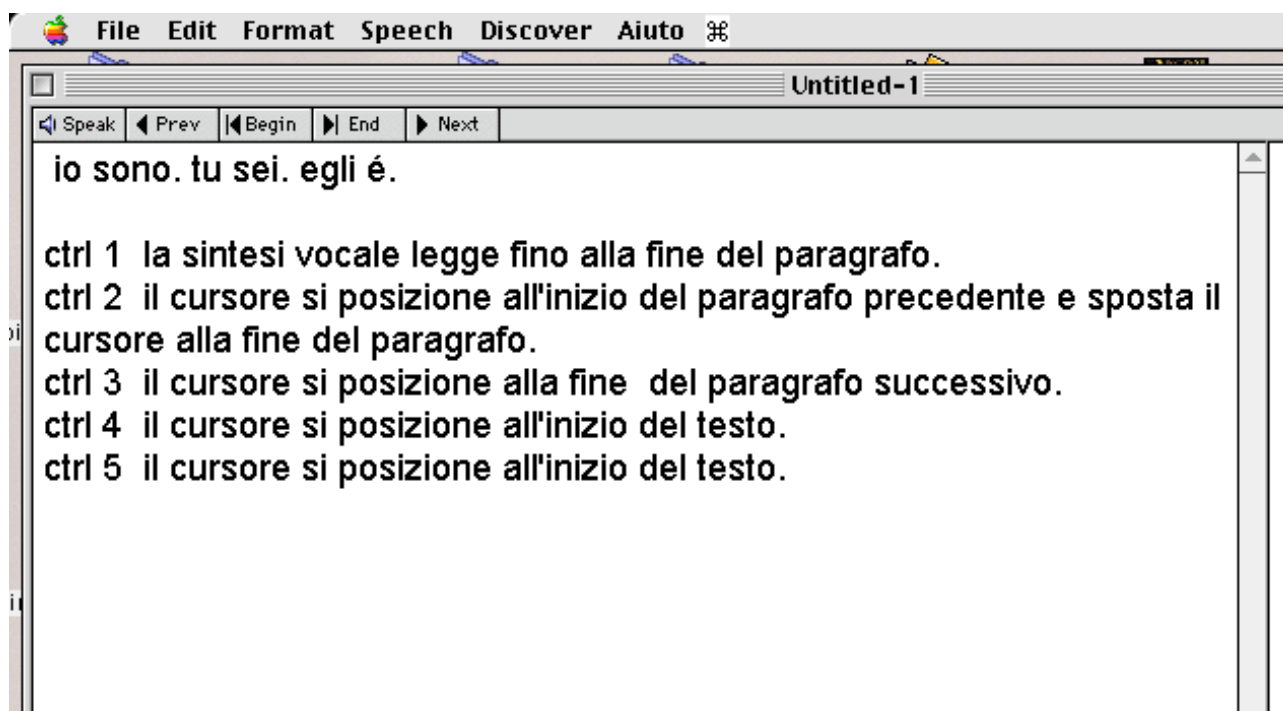 File Edit Format Speech Discover Aiuto ⌘
Untitled-1
Speak Prev Begin End Next
io sono. tu sei. egli é.
ctrl 1 la sintesi vocale legge fino alla fine del paragrafo.
ctrl 2 il cursore si posizione all'inizio del paragrafo precedente e sposta il
cursore alla fine del paragrafo.
ctrl 3 il cursore si posizione alla fine del paragrafo successivo.
ctrl 4 il cursore si posizione all'inizio del testo.
ctrl 5 il cursore si posizione all'inizio del testo.